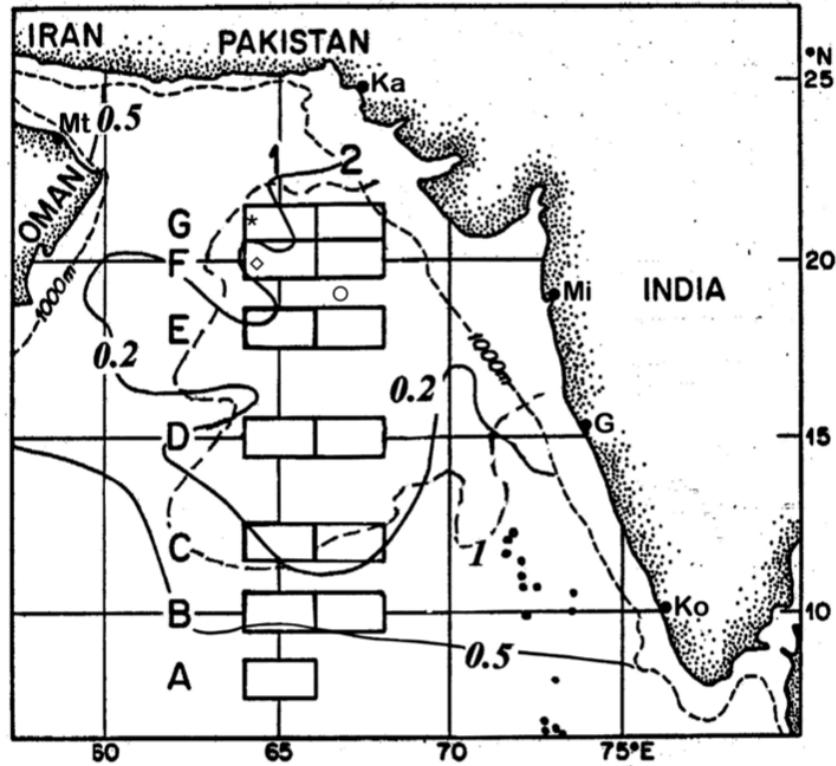 IRAN
PAKISTAN
°N
25
Ka
Mt
0.5
1
2
OMAN
G
*
20
F
1000m
Mi
INDIA
E
1000m
0.2
0.2
G
D
15
C
1
B
Ko
10
0.5
A
60
65
70
75°E